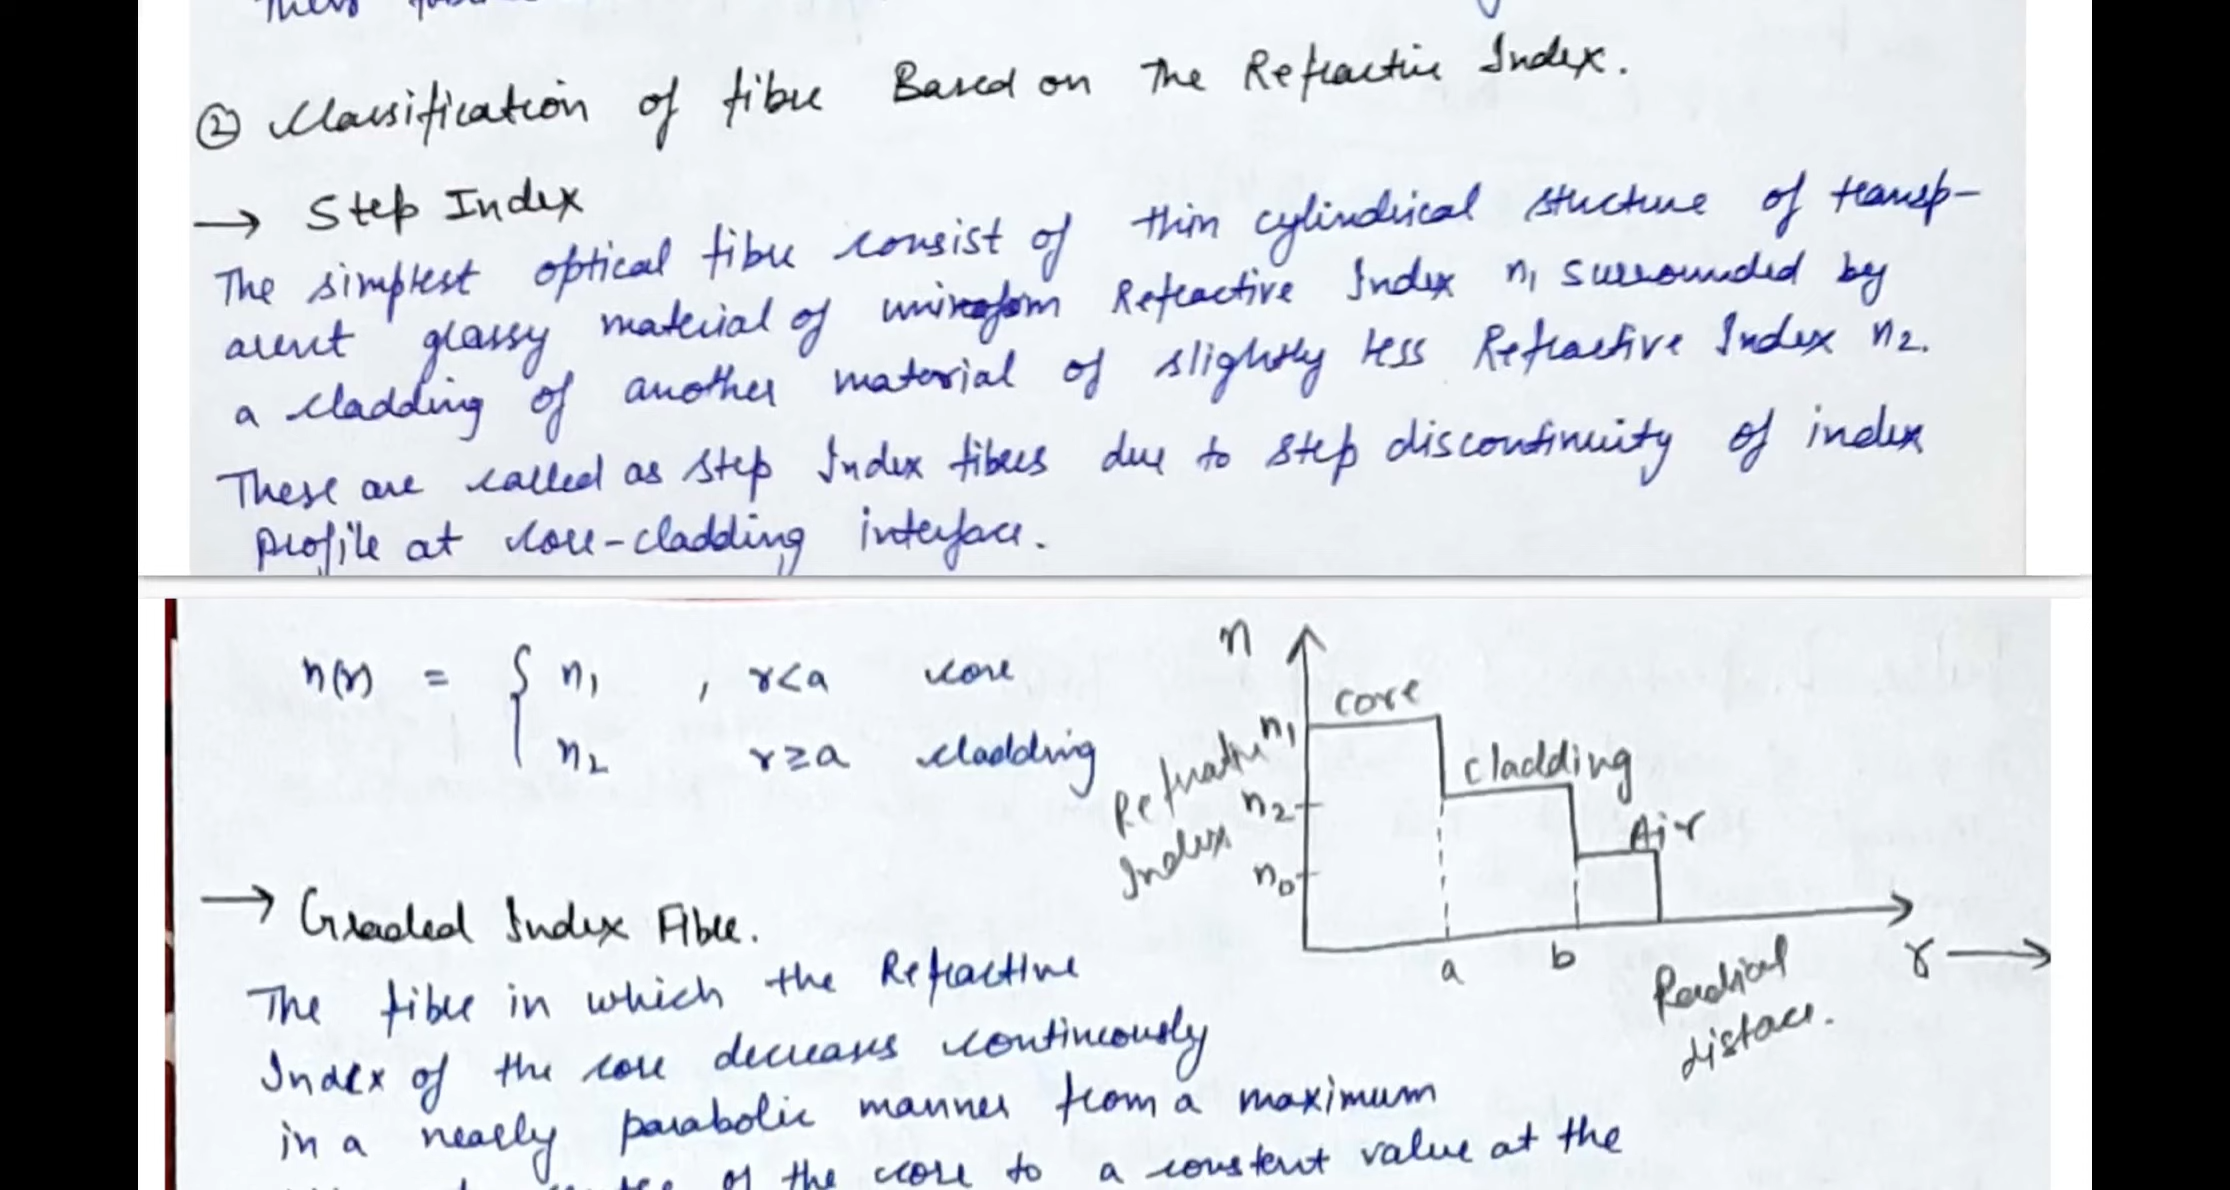 ② Classification of fibre Based on The Refractive Index.
→ Step Index
The simplest optical fibre consist of thin cylindrical structure of transp-
arent glassy material of uniform Refractive Index n₁ surrounded by
a cladding of another material of slightly less Refractive Index n₂.
These are called as step Index fibres due to step discontinuity of index
profile at core-cladding interface.
n(r) = { n₁ , r<a core
n₂ r≥a cladding
n
core
n₁
cladding
Refractive
Index
n₂
Air
n₀
a b
r →
Radical
distace.
→ Graded Index Fibre.
The fibre in which the Refractive
Index of the core decreases continuously
in a nearly parabolic manner from a maximum
of the core to a constent value at the